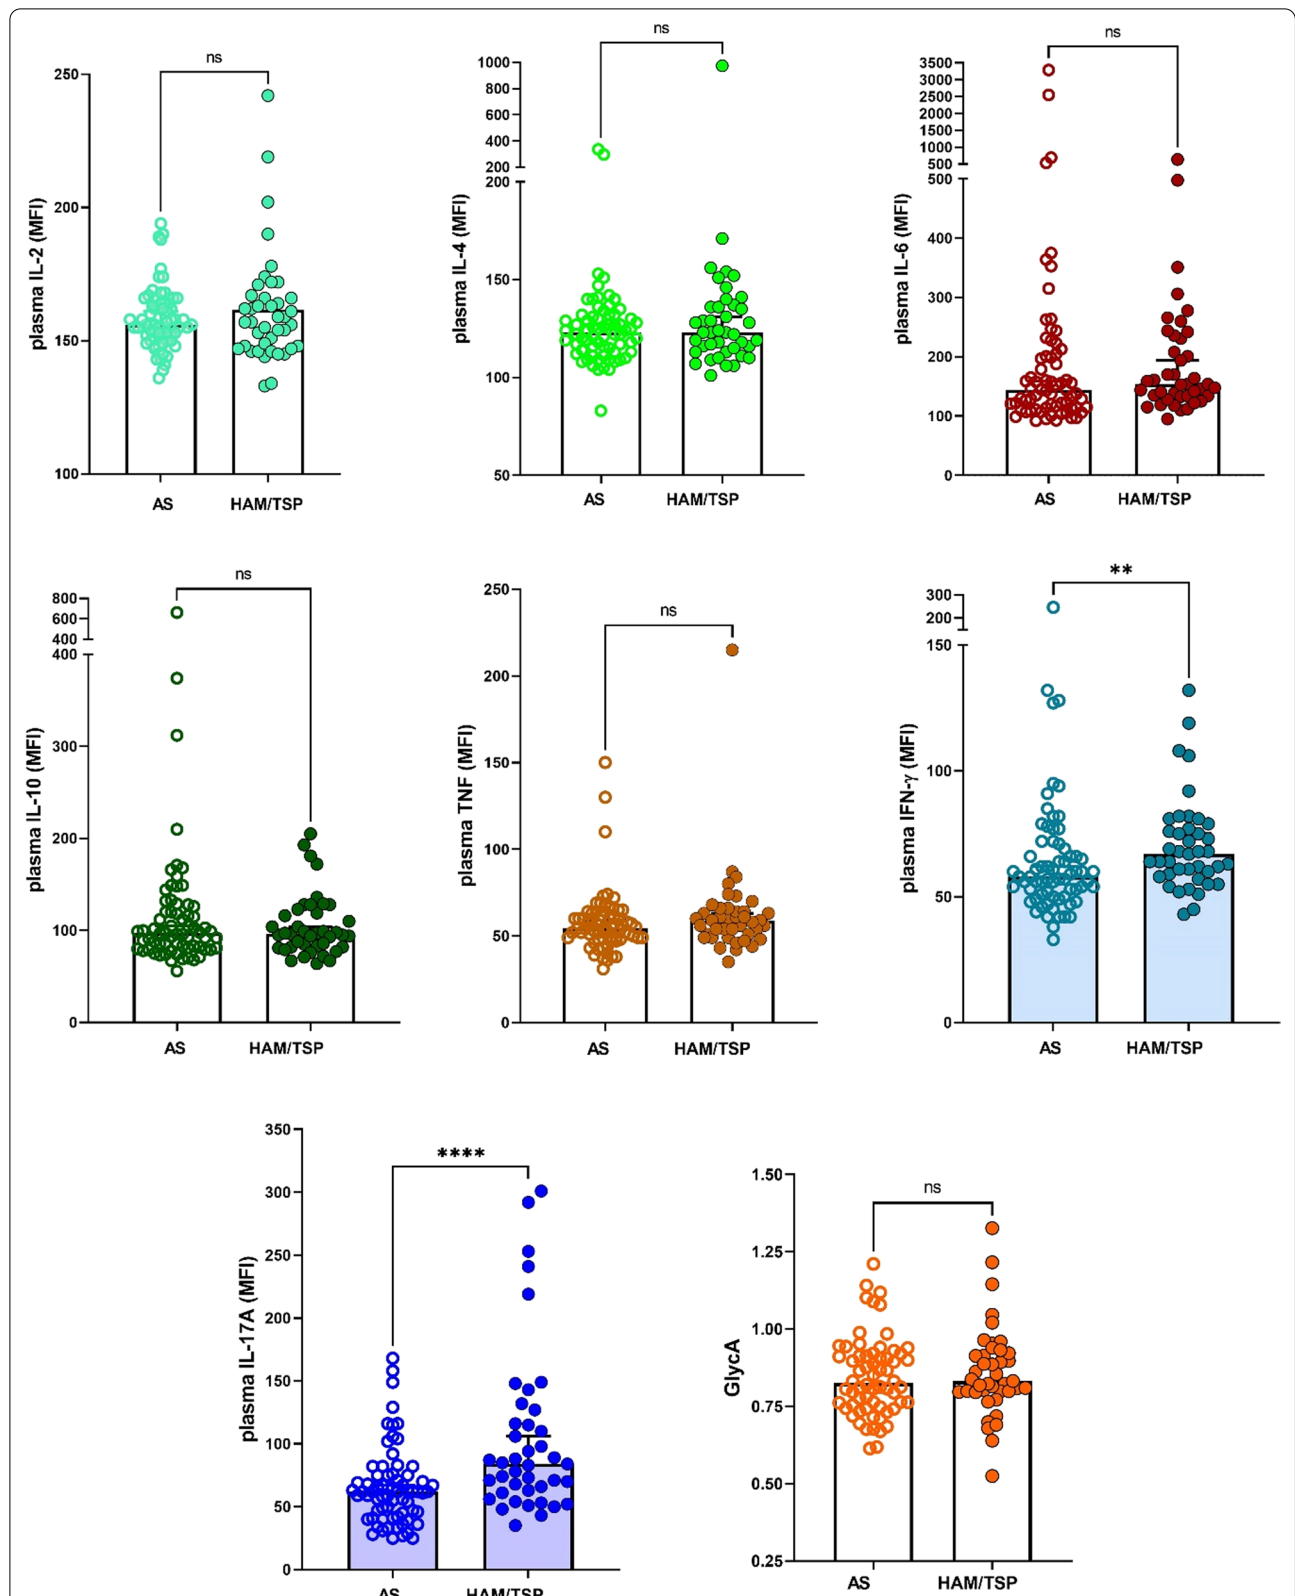 ns
250
200
150
100
plasma IL-2 (MFI)
AS
HAM/TSP
ns
1000
800
600
400
200
200
150
100
50
plasma IL-4 (MFI)
AS
HAM/TSP
ns
3500
3000
2500
2000
1500
1000
500
500
400
300
200
100
0
plasma IL-6 (MFI)
AS
HAM/TSP
ns
800
600
400
400
300
200
100
0
plasma IL-10 (MFI)
AS
HAM/TSP
ns
250
200
150
100
50
0
plasma TNF (MFI)
AS
HAM/TSP
**
300
200
150
100
50
0
plasma IFN-γ (MFI)
AS
HAM/TSP
****
350
300
250
200
150
100
50
0
plasma IL-17A (MFI)
AS
HAM/TSP
ns
1.50
1.25
1.00
0.75
0.50
0.25
GlycA
AS
HAM/TSP